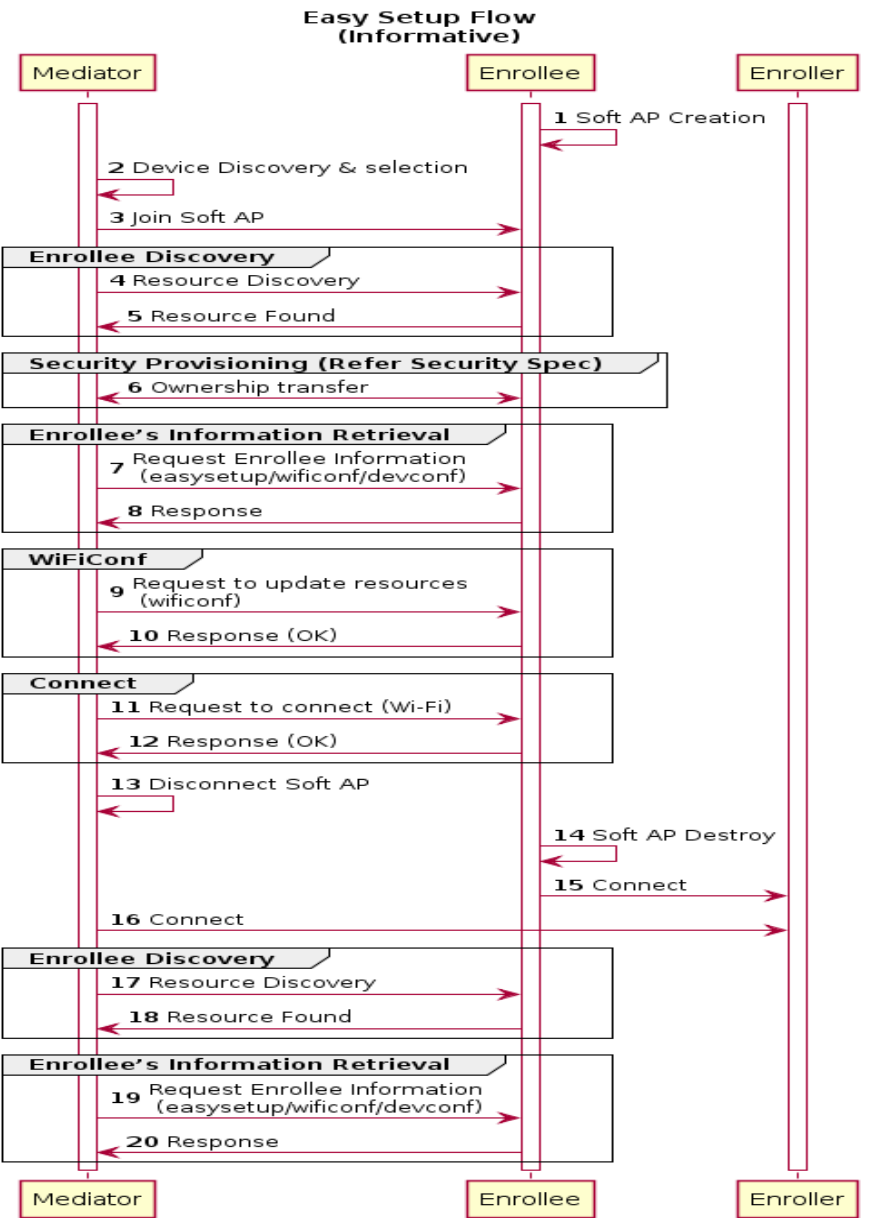 Easy Setup Flow
(Informative)
Mediator Enrollee Enroller
1 Soft AP Creation
2 Device Discovery & selection
3 Join Soft AP
Enrollee Discovery
4 Resource Discovery
5 Resource Found
Security Provisioning (Refer Security Spec)
6 Ownership transfer
Enrollee’s Information Retrieval
7 Request Enrollee Information
(easysetup/wificonf/devconf)
8 Response
WiFiConf
9 Request to update resources
(wificonf)
10 Response (OK)
Connect
11 Request to connect (Wi-Fi)
12 Response (OK)
13 Disconnect Soft AP
14 Soft AP Destroy
15 Connect
16 Connect
Enrollee Discovery
17 Resource Discovery
18 Resource Found
Enrollee’s Information Retrieval
19 Request Enrollee Information
(easysetup/wificonf/devconf)
20 Response
Mediator Enrollee Enroller